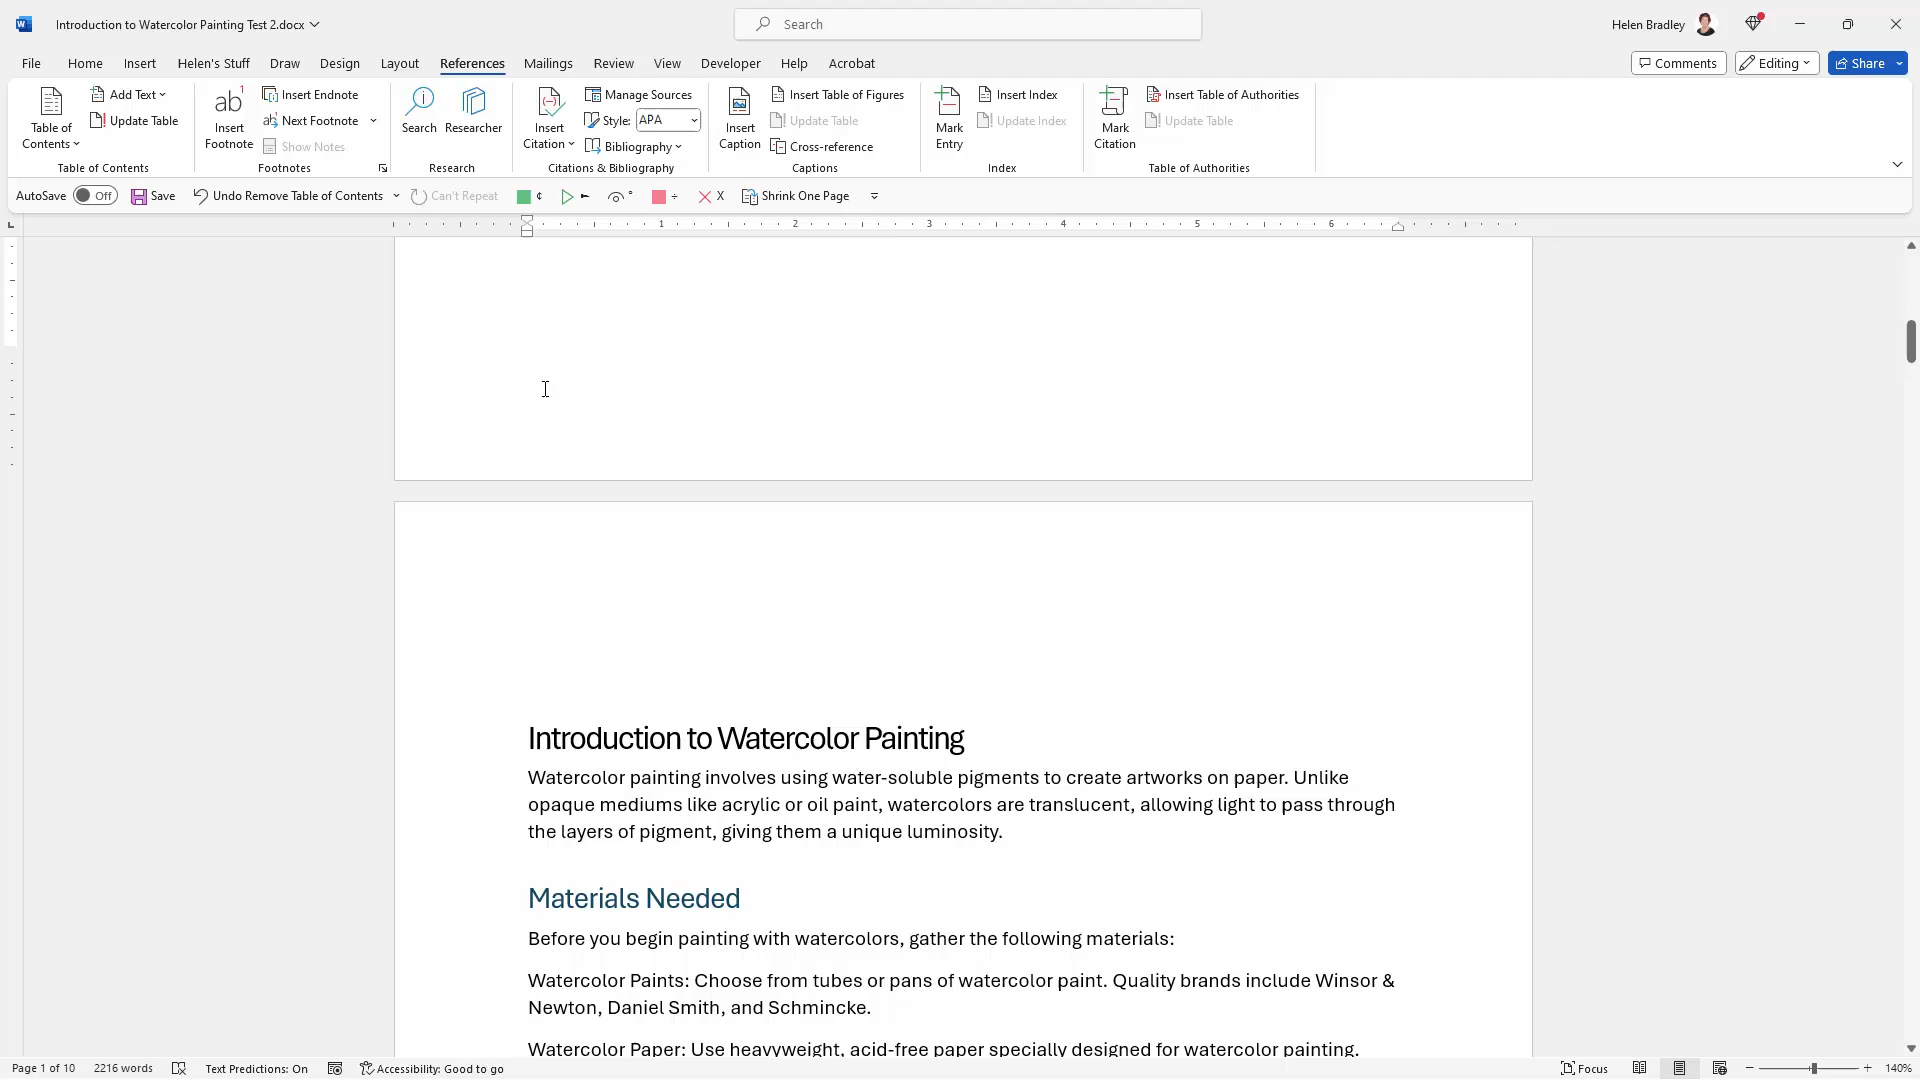 Introduction to Watercolor Painting Test 2.docx
Search
Helen Bradley
File Home Insert Helen's Stuff Draw Design Layout References Mailings Review View Developer Help Acrobat
Comments Editing Share
Table of Contents
Add Text
Update Table
Table of Contents
ab 1
Insert Footnote
Insert Endnote
Next Footnote
Show Notes
Footnotes
Search
Researcher
Research
Insert Citation
Manage Sources
Style: APA
Bibliography
Citations & Bibliography
Insert Caption
Insert Table of Figures
Update Table
Cross-reference
Captions
Mark Entry
Insert Index
Update Index
Index
Mark Citation
Insert Table of Authorities
Update Table
Table of Authorities
AutoSave Off Save Undo Remove Table of Contents Can't Repeat ¢ ÷ X Shrink One Page
1 2 3 4 5 6
Introduction to Watercolor Painting
Watercolor painting involves using water-soluble pigments to create artworks on paper. Unlike
opaque mediums like acrylic or oil paint, watercolors are translucent, allowing light to pass through
the layers of pigment, giving them a unique luminosity.
Materials Needed
Before you begin painting with watercolors, gather the following materials:
Watercolor Paints: Choose from tubes or pans of watercolor paint. Quality brands include Winsor &
Newton, Daniel Smith, and Schmincke.
Watercolor Paper: Use heavyweight, acid-free paper specially designed for watercolor painting.
Page 1 of 10 2216 words Text Predictions: On Accessibility: Good to go Focus 140%